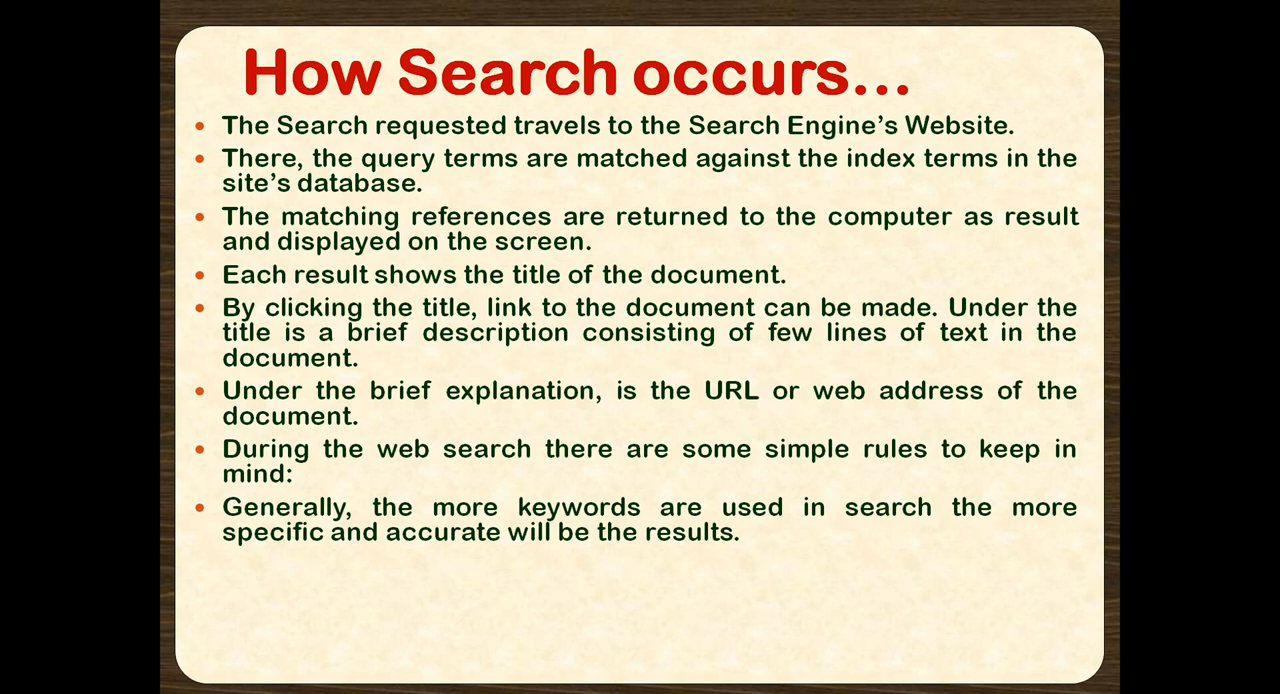 How Search occurs...
• The Search requested travels to the Search Engine’s Website.
• There, the query terms are matched against the index terms in the
site’s database.
• The matching references are returned to the computer as result
and displayed on the screen.
• Each result shows the title of the document.
• By clicking the title, link to the document can be made. Under the
title is a brief description consisting of few lines of text in the
document.
• Under the brief explanation, is the URL or web address of the
document.
• During the web search there are some simple rules to keep in
mind:
• Generally, the more keywords are used in search the more
specific and accurate will be the results.